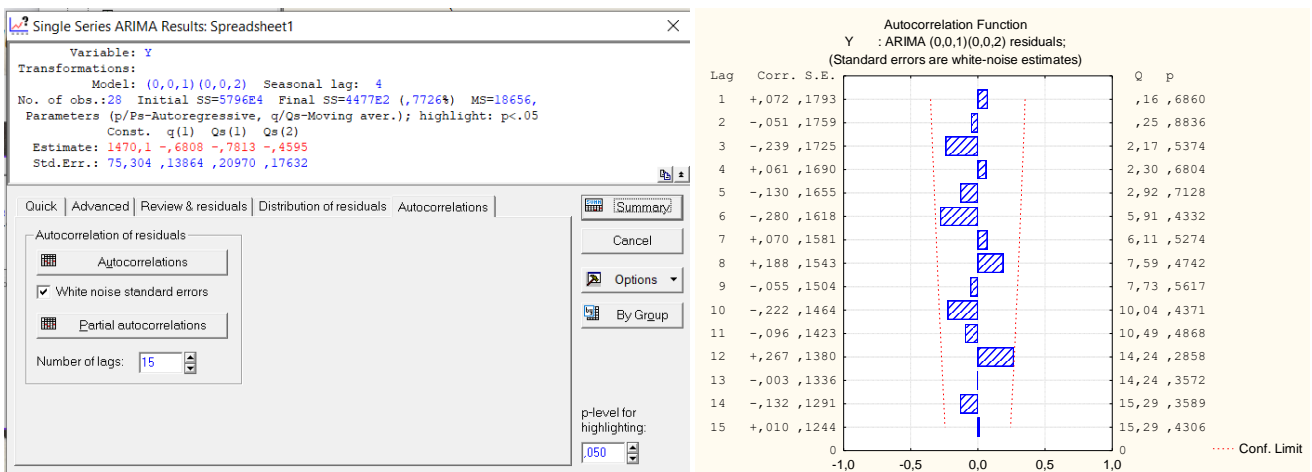 Single Series ARIMA Results: Spreadsheet1
Variable: Y
Transformations:
Model: (0,0,1)(0,0,2) Seasonal lag: 4
No. of obs.:28 Initial SS=5796E4 Final SS=4477E2 (,7726%) MS=18656,
Parameters (p/Ps-Autoregressive, q/Qs-Moving aver.); highlight: p<.05
Const. q(1) Qs(1) Qs(2)
Estimate: 1470,1 -,6808 -,7813 -,4595
Std.Err.: 75,304 ,13864 ,20970 ,17632
Quick Advanced Review & residuals Distribution of residuals Autocorrelations
Autocorrelation of residuals
Autocorrelations
White noise standard errors
Partial autocorrelations
Number of lags: 15
Summary
Cancel
Options
By Group
p-level for
highlighting:
,050
Autocorrelation Function
Y : ARIMA (0,0,1)(0,0,2) residuals;
(Standard errors are white-noise estimates)
Lag Corr. S.E. Q p
1 +,072 ,1793 ,16 ,6860
2 -,051 ,1759 ,25 ,8836
3 -,239 ,1725 2,17 ,5374
4 +,061 ,1690 2,30 ,6804
5 -,130 ,1655 2,92 ,7128
6 -,280 ,1618 5,91 ,4332
7 +,070 ,1581 6,11 ,5274
8 +,188 ,1543 7,59 ,4742
9 -,055 ,1504 7,73 ,5617
10 -,222 ,1464 10,04 ,4371
11 -,096 ,1423 10,49 ,4868
12 +,267 ,1380 14,24 ,2858
13 -,003 ,1336 14,24 ,3572
14 -,132 ,1291 15,29 ,3589
15 +,010 ,1244 15,29 ,4306
0 0
-1,0 -0,5 0,0 0,5 1,0
Conf. Limit